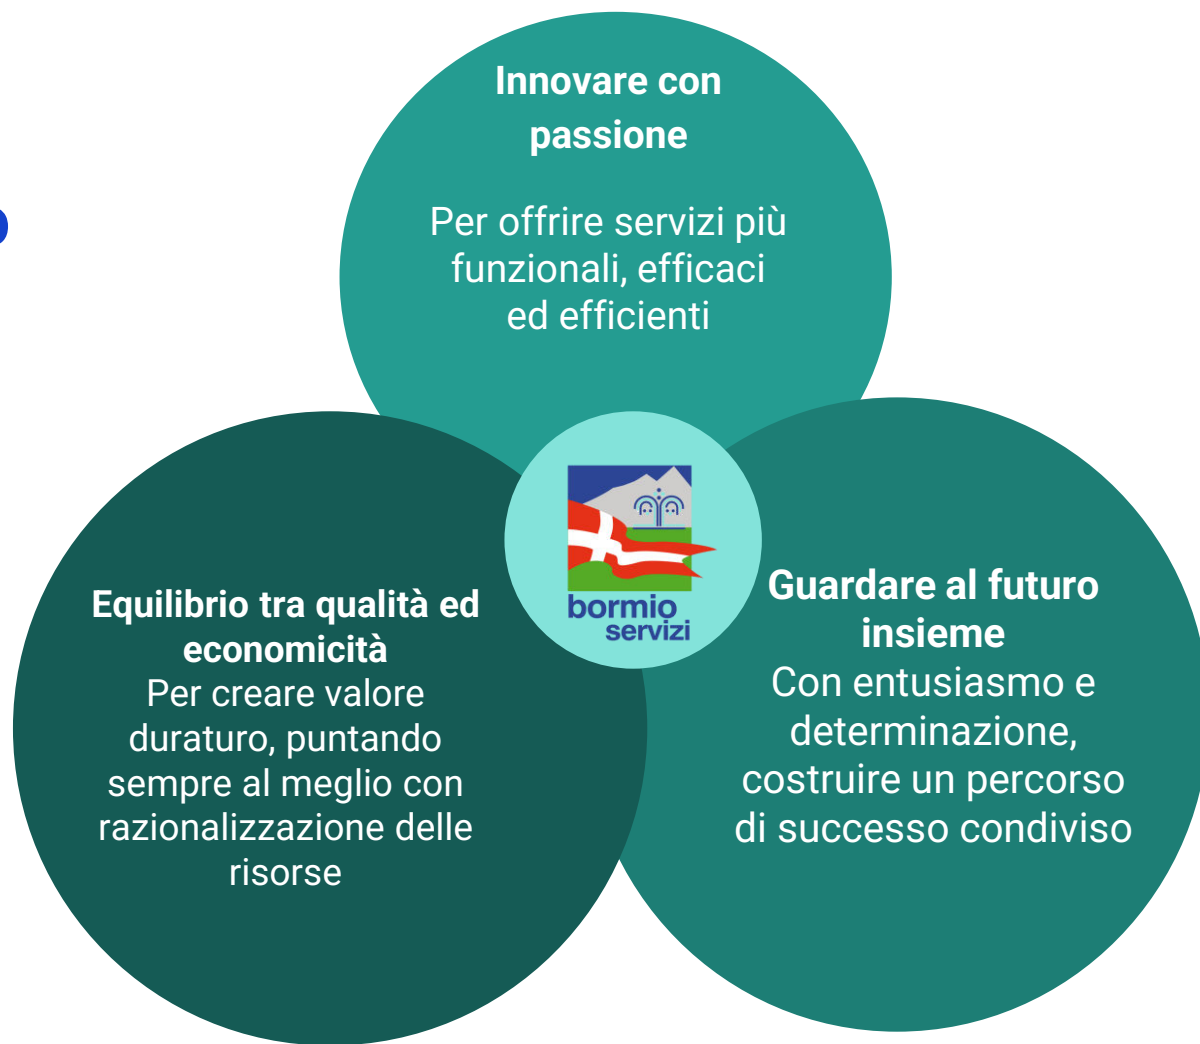 Innovare con
passione
Per offrire servizi più
funzionali, efficaci
ed efficienti
bormio
servizi
Equilibrio tra qualità ed
economicità
Per creare valore
duraturo, puntando
sempre al meglio con
razionalizzazione delle
risorse
Guardare al futuro
insieme
Con entusiasmo e
determinazione,
costruire un percorso
di successo condiviso